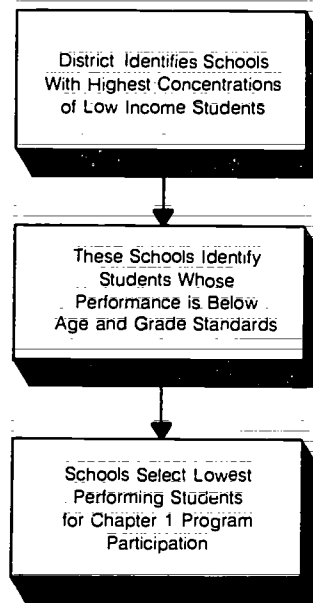 District Identifies Schools
With Highest Concentrations
of Low Income Students
These Schools Identify
Students Whose
Performance is Below
Age and Grade Standards
Schools Select Lowest
Performing Students
for Chapter 1 Program
Participation